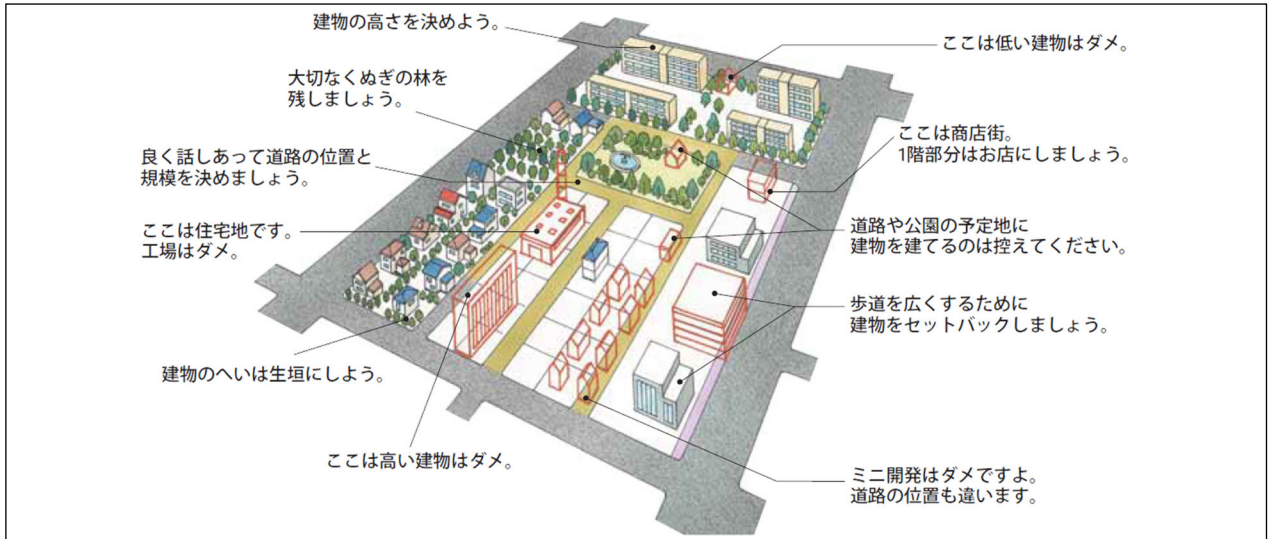 建物の高さを決めよう。
ここは低い建物はダメ。
大切なくぬぎの林を
残しましょう。
ここは商店街。
1階部分はお店にしましょう。
良く話しあって道路の位置と
規模を決めましょう。
ここは住宅地です。
工場はダメ。
道路や公園の予定地に
建物を建てるのは控えてください。
歩道を広くするために
建物をセットバックしましょう。
建物のへいは生垣にしよう。
ここは高い建物はダメ。
ミニ開発はダメですよ。
道路の位置も違います。